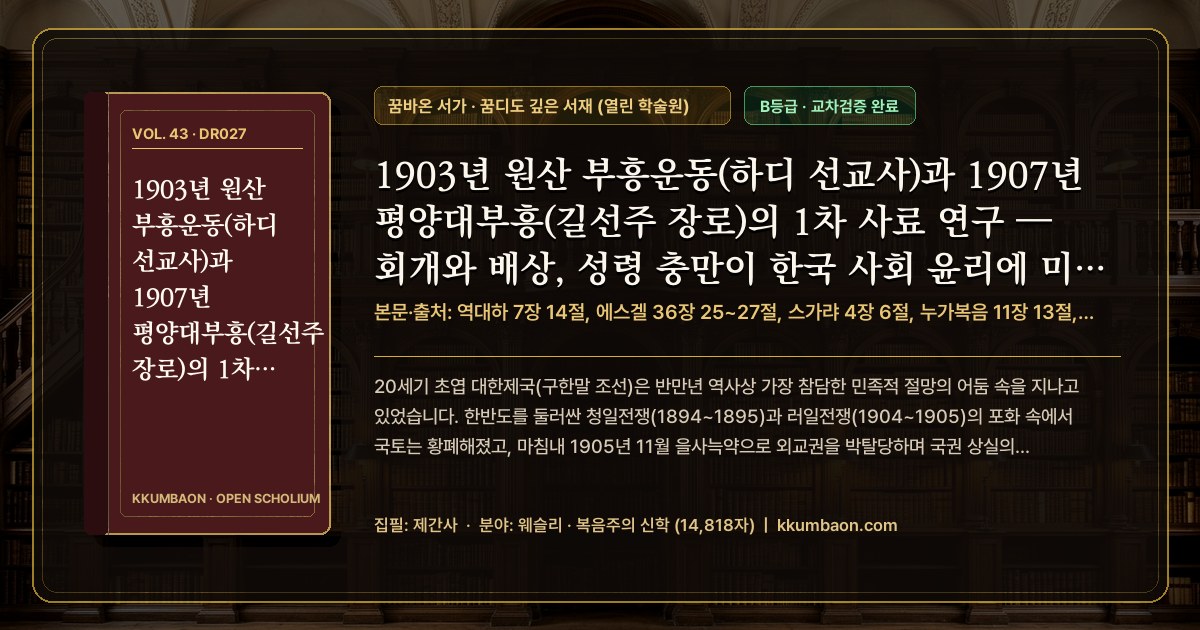 VOL. 43 · DR027
1903년 원산
부흥운동(하디
선교사)과
1907년
평양대부흥(길선주
장로)의 1차…
KKUMBAON · OPEN SCHOLIUM
꿈바온 서가 · 꿈디도 깊은 서재 (열린 학술원)
B등급 · 교차검증 완료
1903년 원산 부흥운동(하디 선교사)과 1907년
평양대부흥(길선주 장로)의 1차 사료 연구 —
회개와 배상, 성령 충만이 한국 사회 윤리에 미…
본문·출처: 역대하 7장 14절, 에스겔 36장 25~27절, 스가랴 4장 6절, 누가복음 11장 13절,...
20세기 초엽 대한제국(구한말 조선)은 반만년 역사상 가장 참담한 민족적 절망의 어둠 속을 지나고
있었습니다. 한반도를 둘러싼 청일전쟁(1894~1895)과 러일전쟁(1904~1905)의 포화 속에서
국토는 황폐해졌고, 마침내 1905년 11월 을사늑약으로 외교권을 박탈당하며 국권 상실의...
집필: 제간사 · 분야: 웨슬리 · 복음주의 신학 (14,818자) | kkumbaon.com